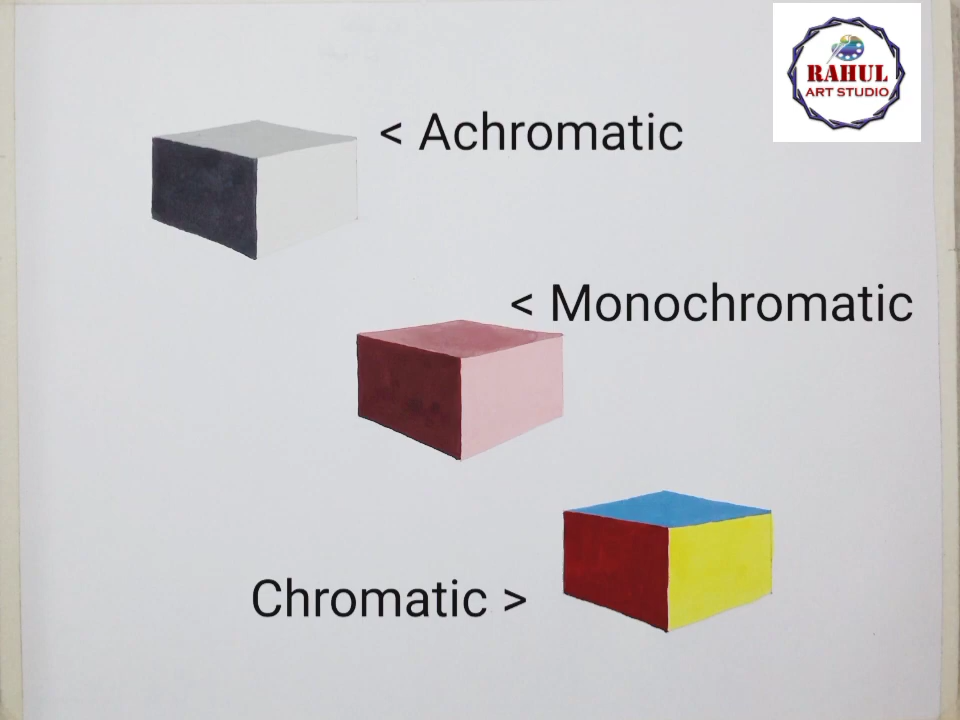 RAHUL
ART STUDIO
< Achromatic
< Monochromatic
Chromatic >